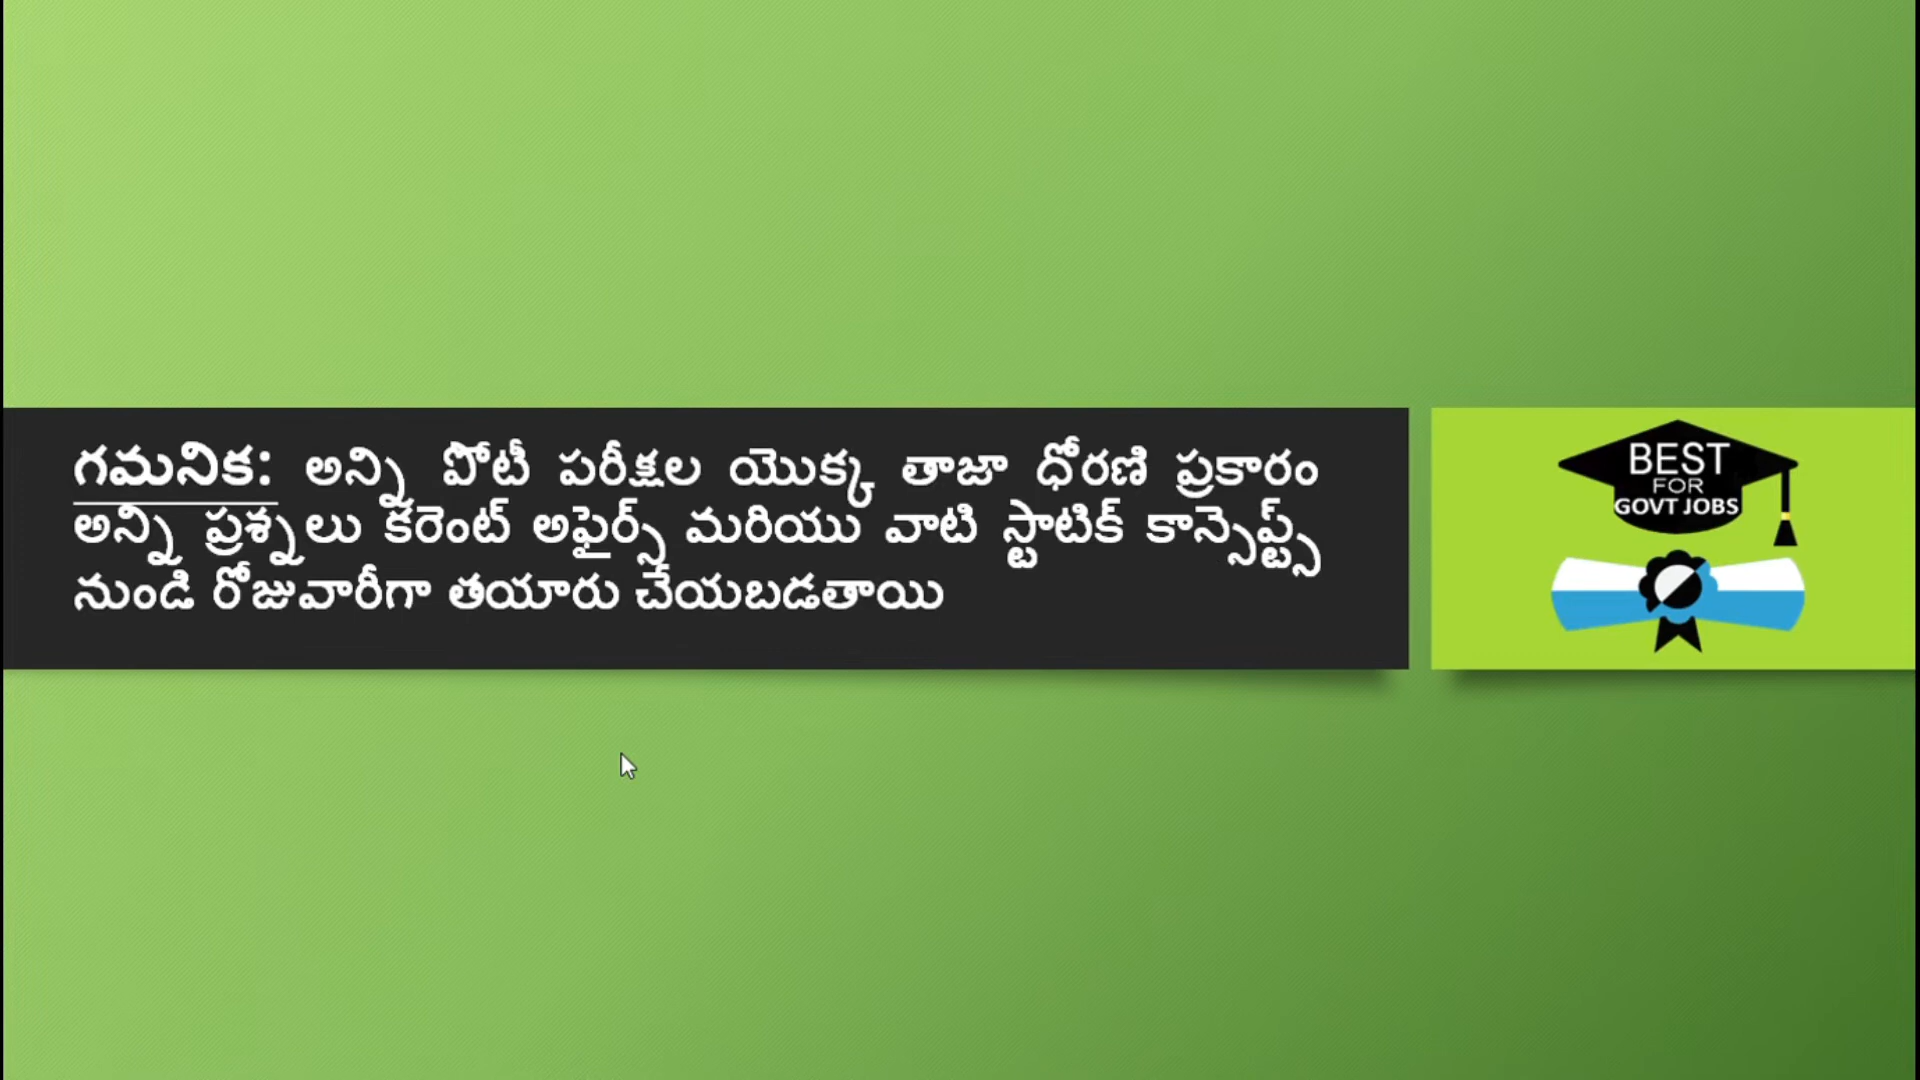 గమనిక: అన్ని పోటీ పరీక్షల యొక్క తాజా ధోరణి ప్రకారం
అన్ని ప్రశ్నలు కరెంట్ అఫైర్స్ మరియు వాటి స్టాటిక్ కాన్సెప్ట్స్
నుండి రోజువారీగా తయారు చేయబడతాయి
BEST
FOR
GOVT JOBS